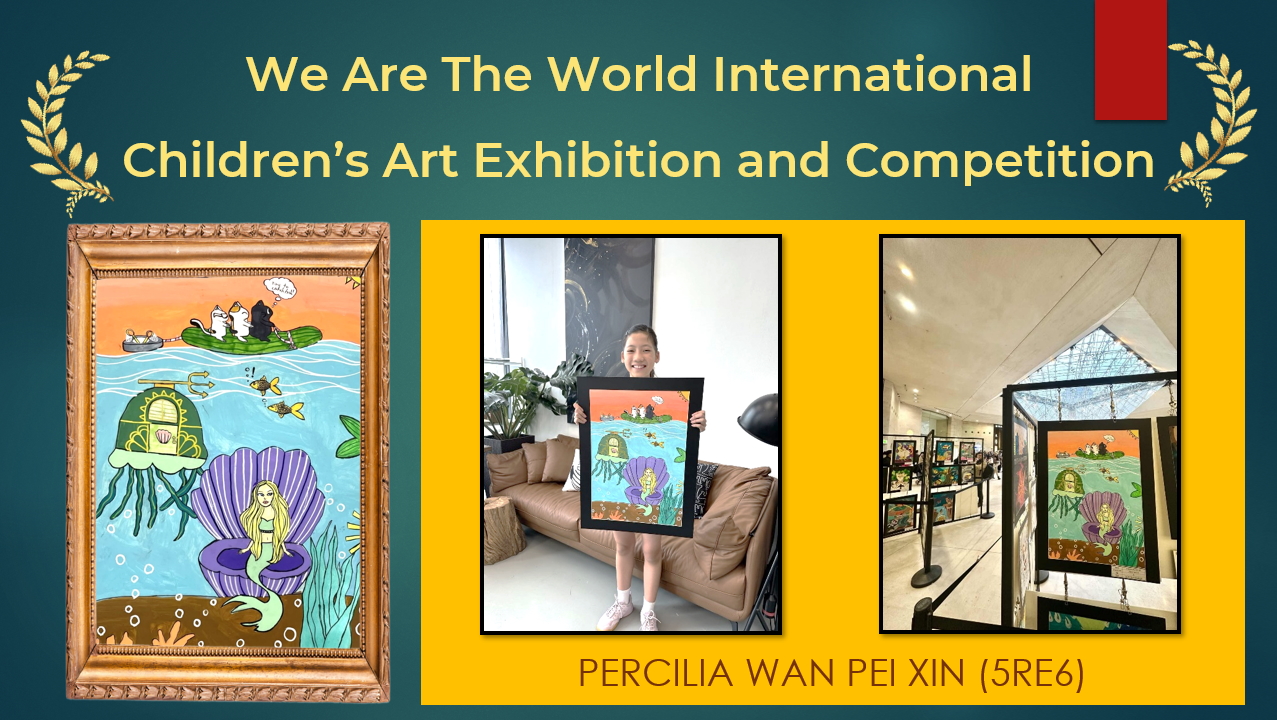 We Are The World International
Children’s Art Exhibition and Competition
!
PERCILIA WAN PEI XIN (5RE6)